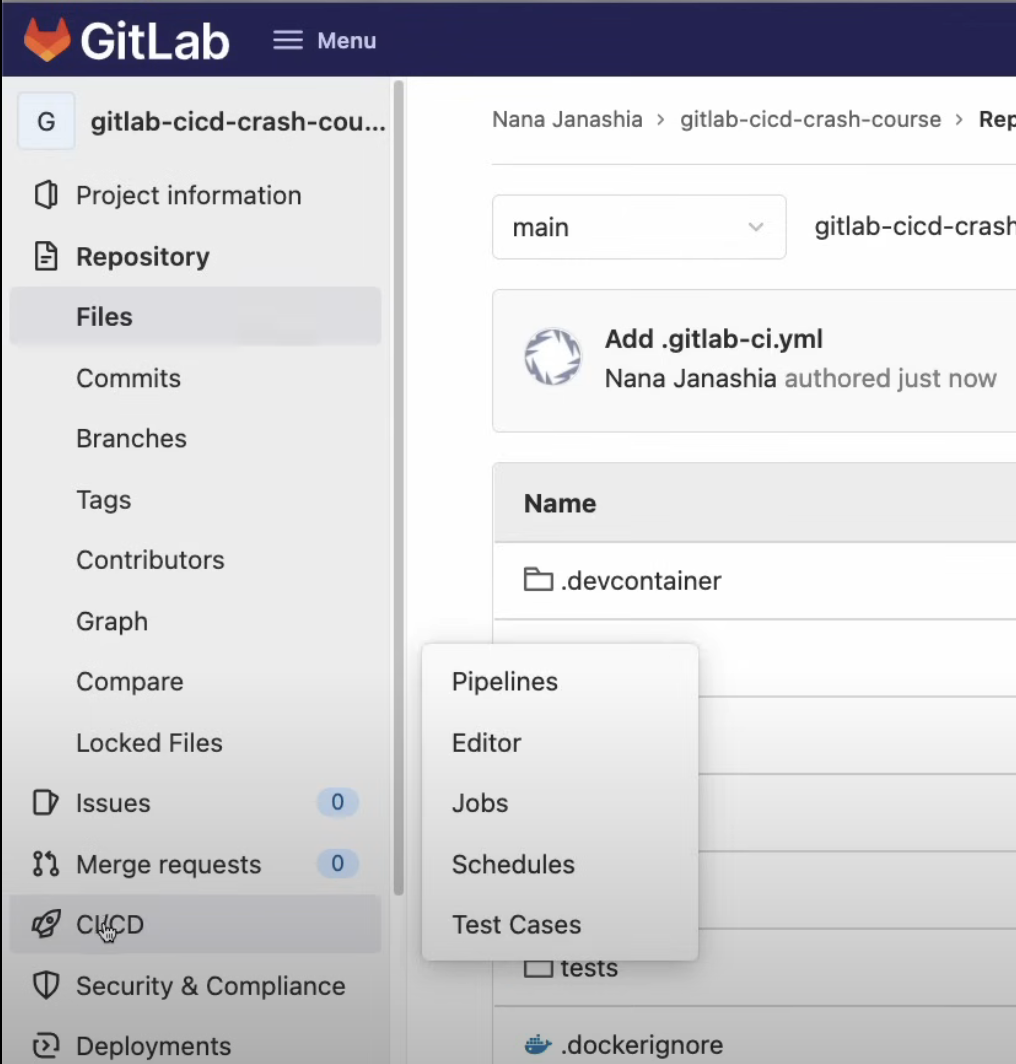 GitLab
Menu
G
gitlab-cicd-crash-cou...
Project information
Repository
Files
Commits
Branches
Tags
Contributors
Graph
Compare
Locked Files
Issues 0
Merge requests 0
CI/CD
Security & Compliance
Deployments
Nana Janashia › gitlab-cicd-crash-course › Rep
main
gitlab-cicd-crash
Add .gitlab-ci.yml
Nana Janashia authored just now
Name
.devcontainer
Pipelines
Editor
Jobs
Schedules
Test Cases
tests
.dockerignore